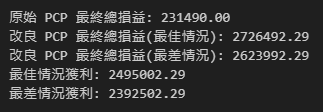 原始 PCP 最終總損益: 231490.00
改良 PCP 最終總損益(最佳情況): 2726492.29
改良 PCP 最終總損益(最差情況): 2623992.29
最佳情況獲利: 2495002.29
最差情況獲利: 2392502.29